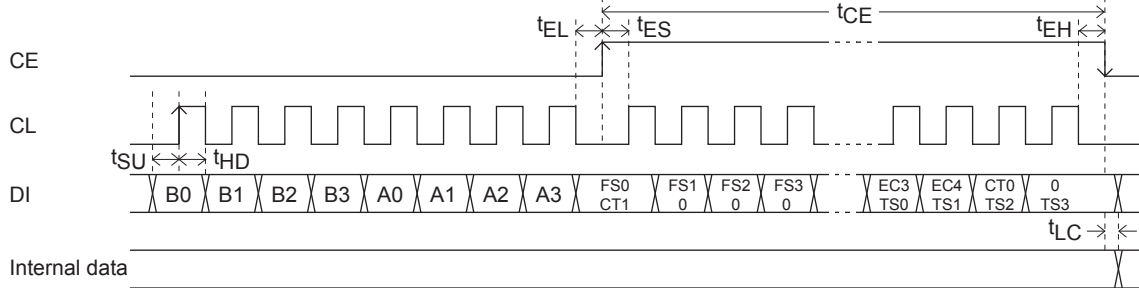 tCE
tEL tES tEH
CE
CL
tSU tHD
DI B0 B1 B2 B3 A0 A1 A2 A3 FS0 FS1 FS2 FS3 EC3 EC4 CT0 0
CT1 0 0 0 TS0 TS1 TS2 TS3
tLC
Internal data